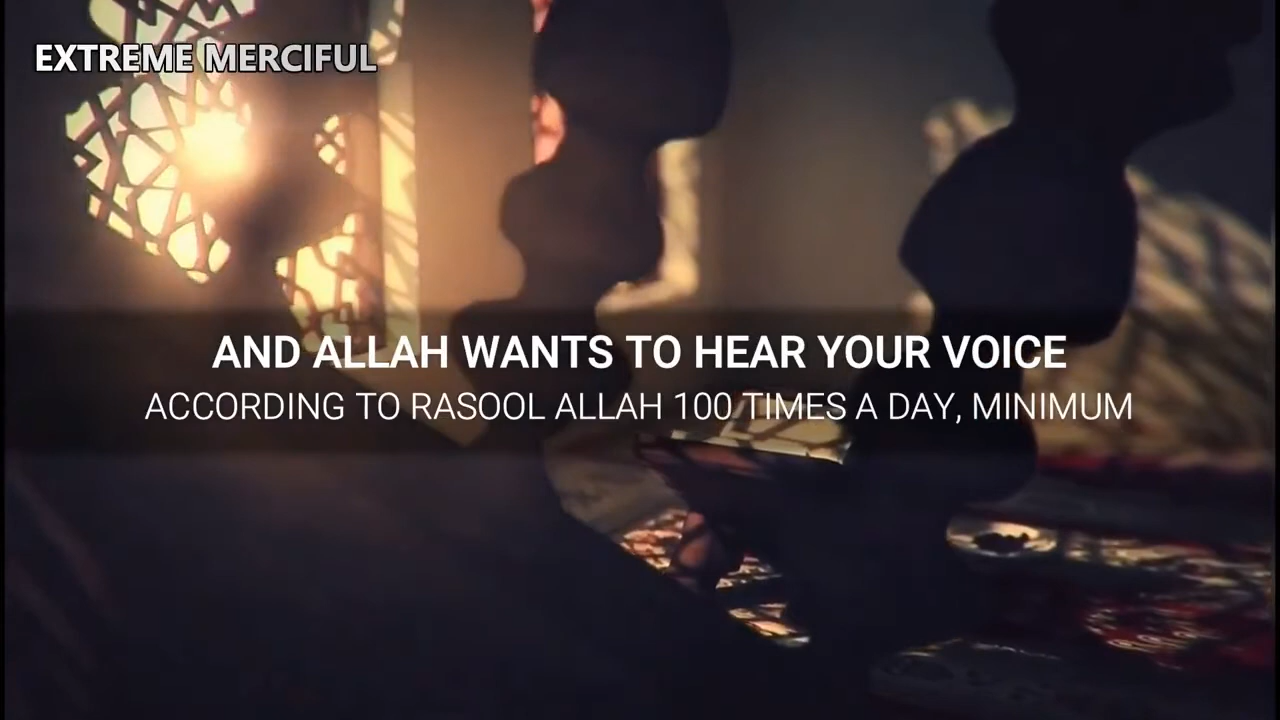 EXTREME MERCIFUL
AND ALLAH WANTS TO HEAR YOUR VOICE
ACCORDING TO RASOOL ALLAH 100 TIMES A DAY, MINIMUM